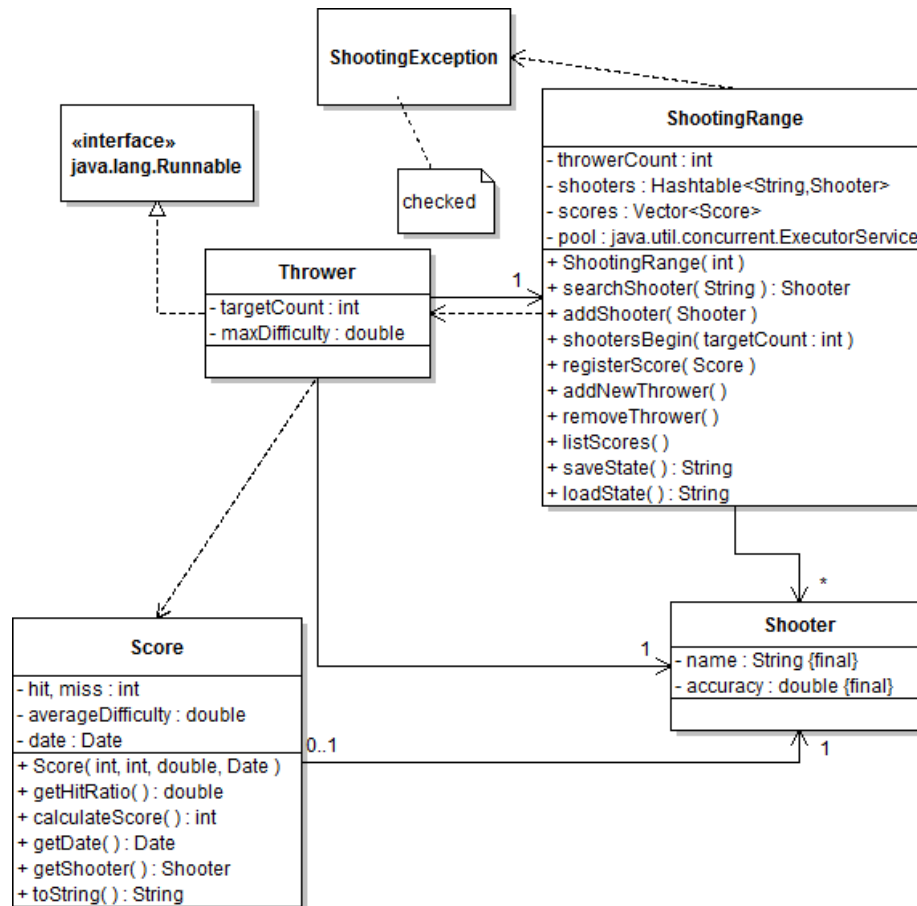 ShootingException
checked
«interface»
java.lang.Runnable
ShootingRange
- throwerCount : int
- shooters : Hashtable<String,Shooter>
- scores : Vector<Score>
- pool : java.util.concurrent.ExecutorService
+ ShootingRange( int )
+ searchShooter( String ) : Shooter
+ addShooter( Shooter )
+ shootersBegin( targetCount : int )
+ registerScore( Score )
+ addNewThrower( )
+ removeThrower( )
+ listScores( )
+ saveState( ) : String
+ loadState( ) : String
Thrower
- targetCount : int
- maxDifficulty : double
1
*
Shooter
- name : String {final}
- accuracy : double {final}
1
Score
- hit, miss : int
- averageDifficulty : double
- date : Date
+ Score( int, int, double, Date )
+ getHitRatio( ) : double
+ calculateScore( ) : int
+ getDate( ) : Date
+ getShooter( ) : Shooter
+ toString( ) : String
0..1
1